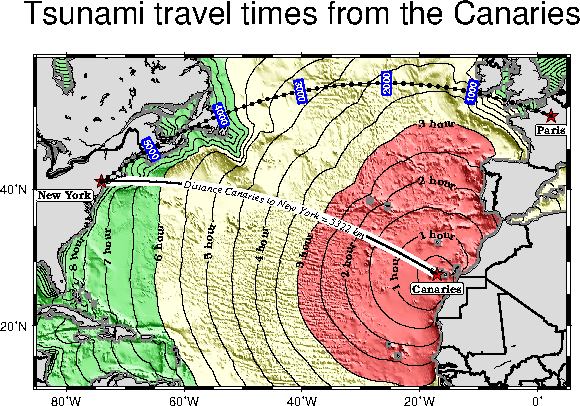 Tsunami travel times from the Canaries
1000
2000
3000
4000
5000
Paris
3 hour
New York
Distance Canaries to New York = 5322 km
2 hour
1 hour
8 hour
7 hour
6 hour
5 hour
4 hour
3 hour
2 hour
1 hour
Canaries
40°N
20°N
80°W
60°W
40°W
20°W
0°